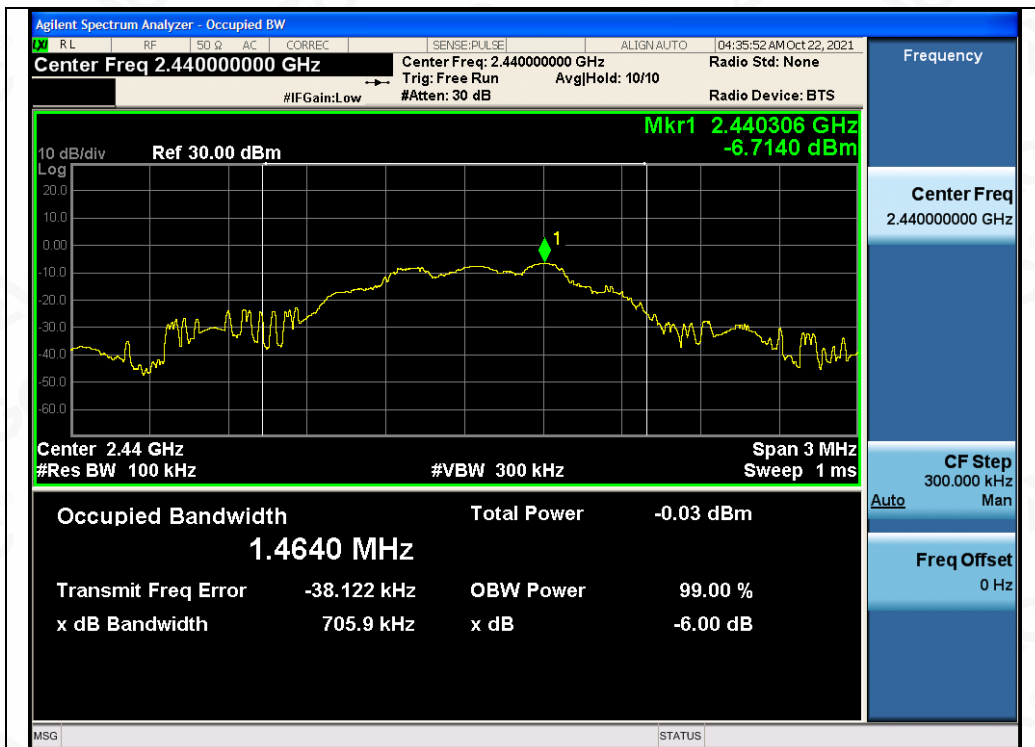 Agilent Spectrum Analyzer - Occupied BW
LXI RL RF 50 Ω AC CORREC SENSE:PULSE ALIGN AUTO 04:35:52 AM Oct 22, 2021
Center Freq 2.440000000 GHz
Center Freq: 2.440000000 GHz
Radio Std: None
Trig: Free Run Avg|Hold: 10/10
#IFGain:Low
#Atten: 30 dB
Radio Device: BTS
Mkr1 2.440306 GHz
-6.7140 dBm
10 dB/div Ref 30.00 dBm
Log
20.0
10.0
0.00
1
-10.0
-20.0
-30.0
-40.0
-50.0
-60.0
Center 2.44 GHz Span 3 MHz
#Res BW 100 kHz #VBW 300 kHz Sweep 1 ms
Occupied Bandwidth Total Power -0.03 dBm
1.4640 MHz
Transmit Freq Error -38.122 kHz OBW Power 99.00 %
x dB Bandwidth 705.9 kHz x dB -6.00 dB
Frequency
Center Freq
2.440000000 GHz
CF Step
300.000 kHz
Auto Man
Freq Offset
0 Hz
MSG STATUS